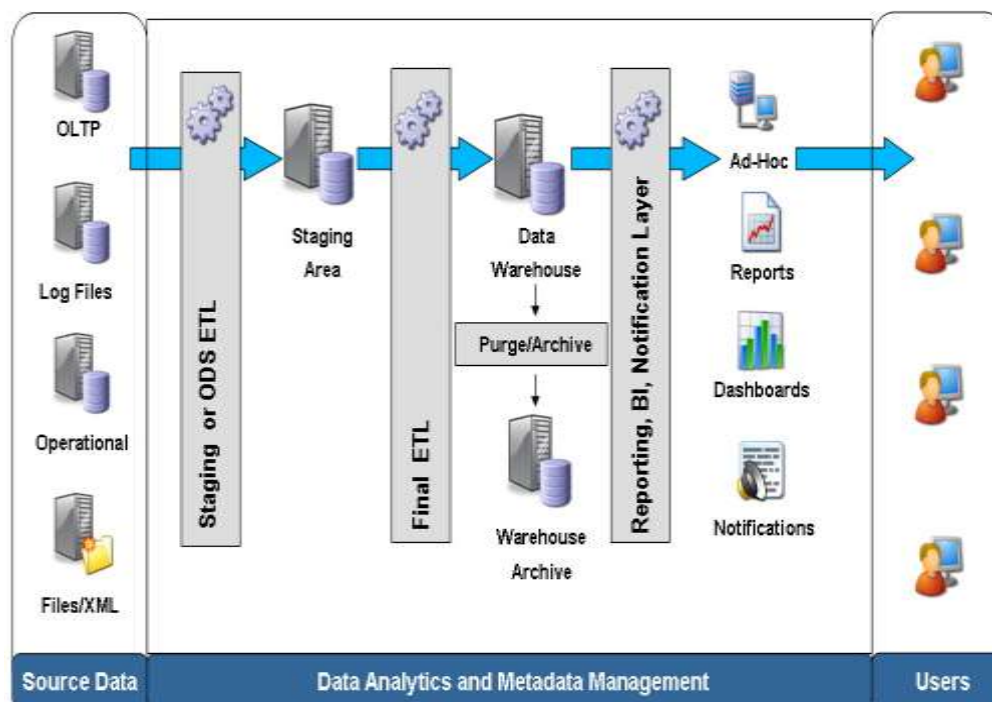 OLTP
Log Files
Operational
Files/XML
Source Data
Staging or ODS ETL
Staging
Area
Final ETL
Data
Warehouse
Purge/Archive
Warehouse
Archive
Reporting, BI, Notification Layer
Ad-Hoc
Reports
Dashboards
Notifications
Data Analytics and Metadata Management
Users